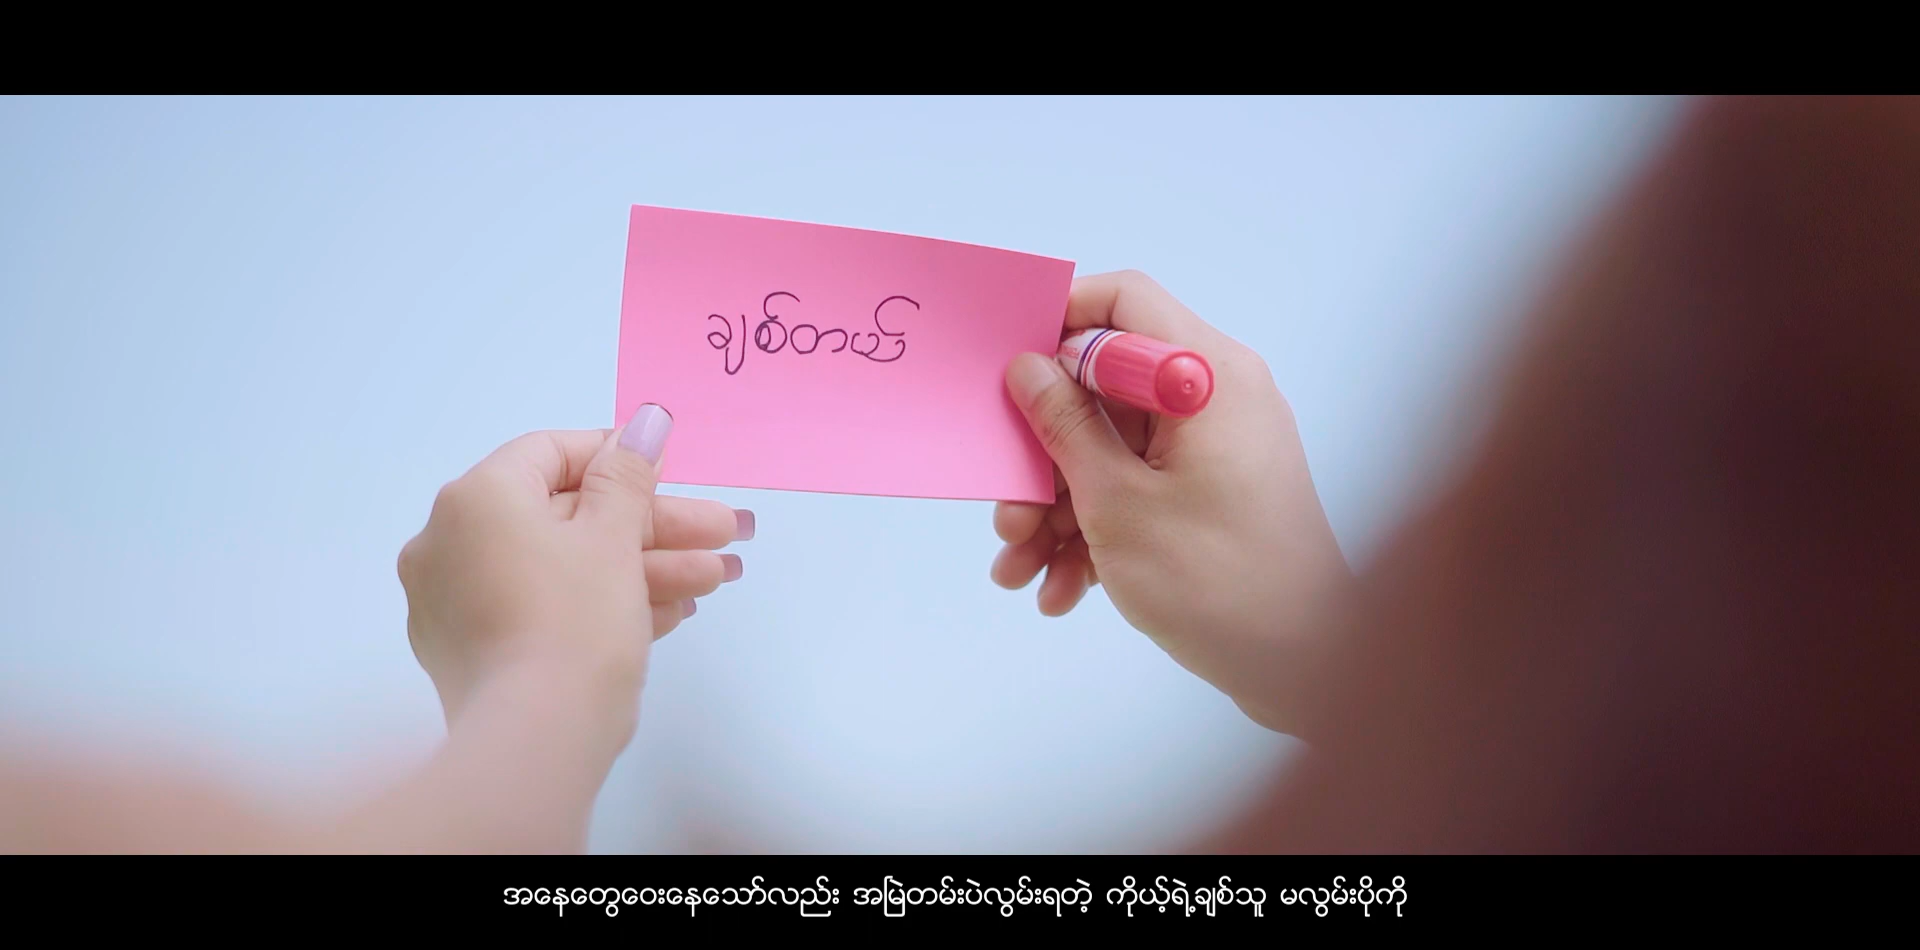 ချစ်တယ်
အနေတွေဝေးနေသော်လည်း အမြဲတမ်းပဲလွမ်းရတဲ့ ကိုယ့်ရဲ့ချစ်သူ မလွမ်းပိုကို